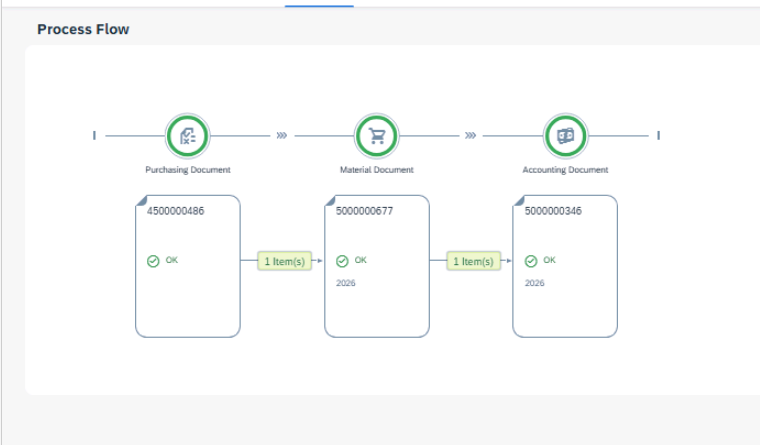 Process Flow
Purchasing Document
Material Document
Accounting Document
4500000486
5000000677
5000000346
OK
1 Item(s)
OK
1 Item(s)
OK
2026
2026